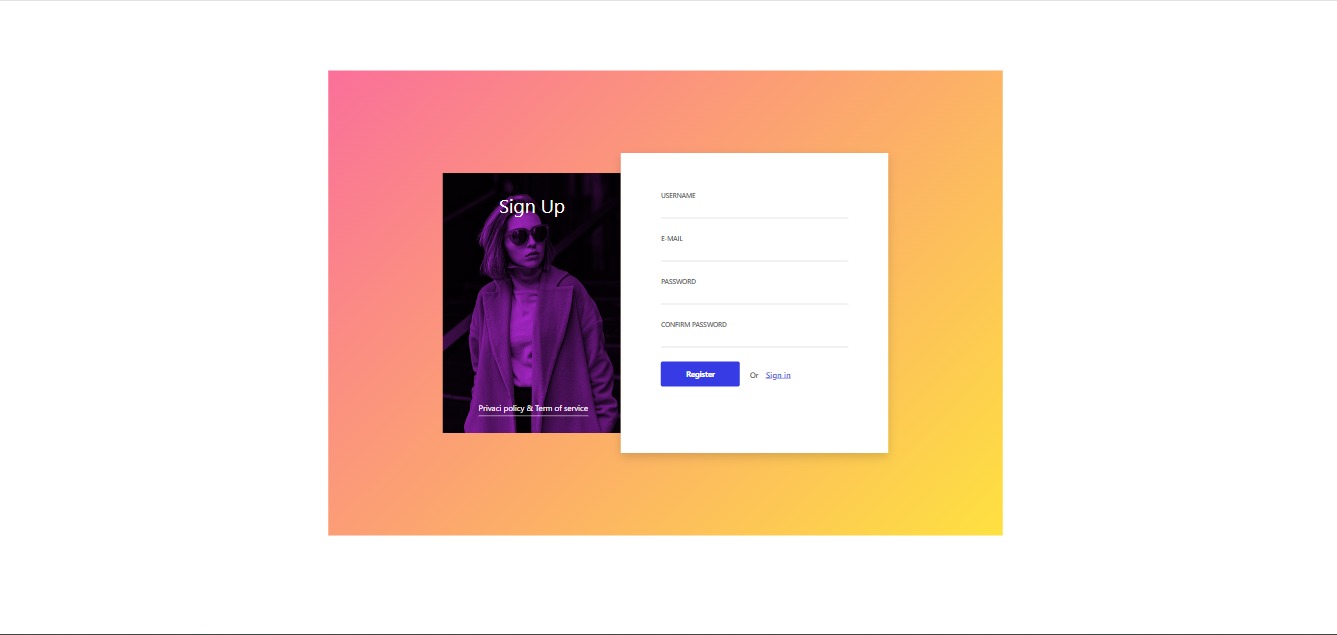 Sign Up
Privaci policy & Term of service
USERNAME
E-MAIL
PASSWORD
CONFIRM PASSWORD
Register Or Sign in